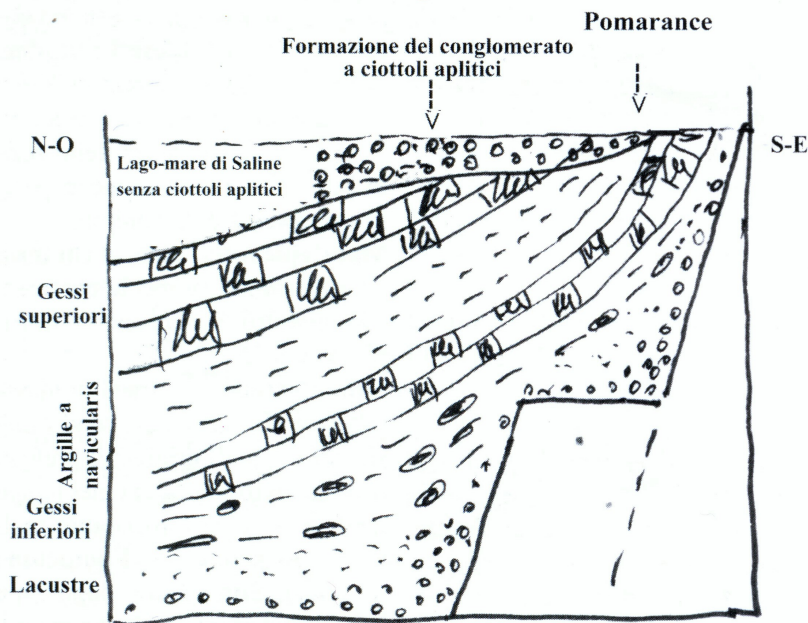 Pomarance
Formazione del conglomerato
a ciottoli aplitici
N-O
S-E
Lago-mare di Saline
senza ciottoli aplitici
Gessi
superiori
Argille a
navicularis
Gessi
inferiori
Lacustre